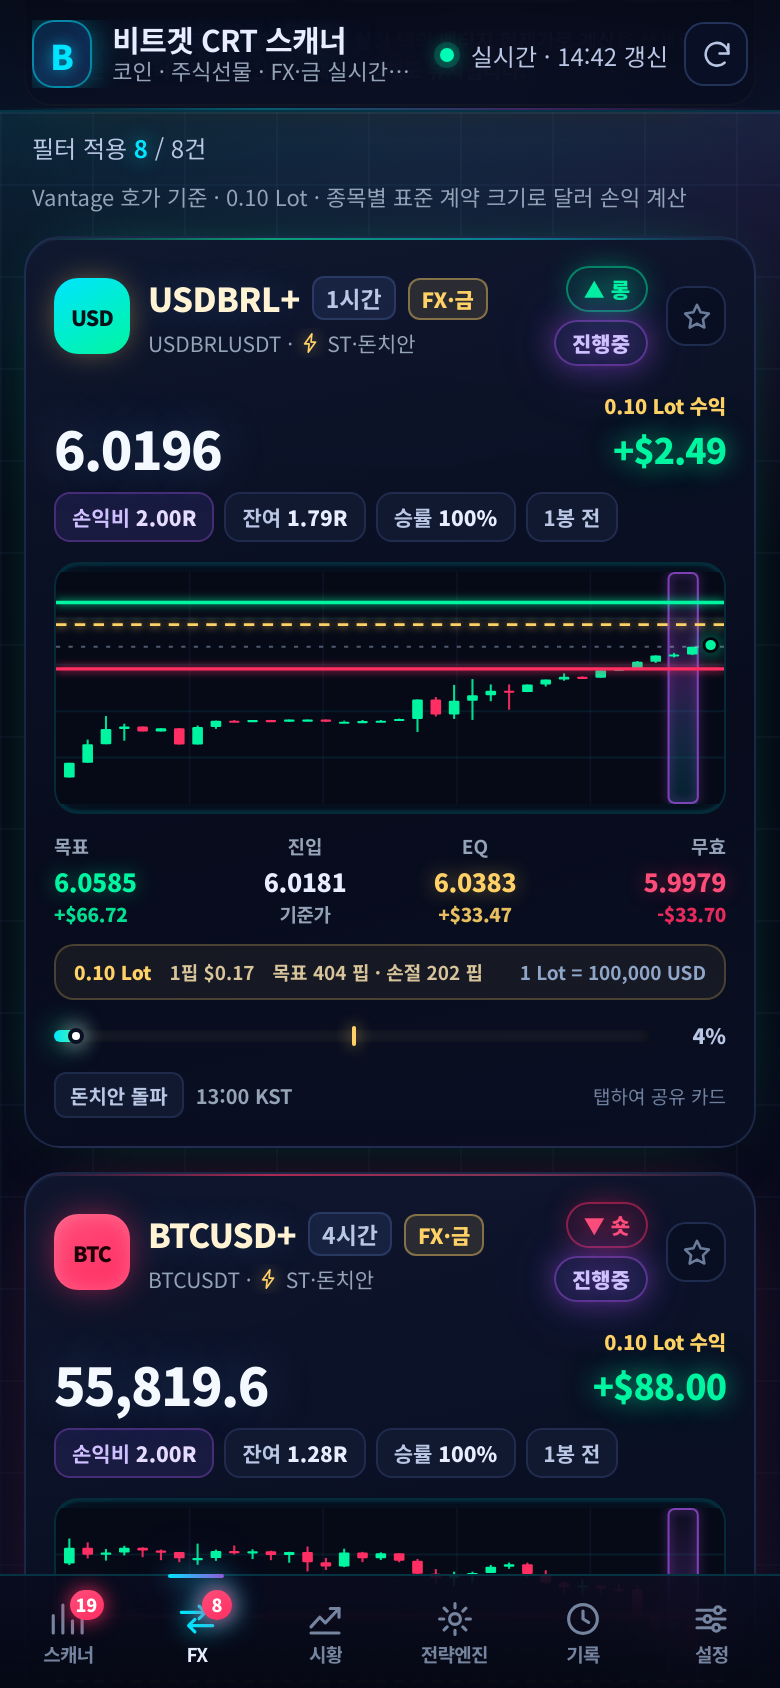 B
비트겟 CRT 스캐너
코인 · 주식선물 · FX·금 실시간…
실시간 · 14:42 갱신
필터 적용 8 / 8건
Vantage 호가 기준 · 0.10 Lot · 종목별 표준 계약 크기로 달러 손익 계산
USD
USDBRL+ 1시간 FX·금
▲ 롱
USDBRLUSDT · ⚡ ST·돈치안
진행중
0.10 Lot 수익
6.0196
+$2.49
손익비 2.00R 잔여 1.79R 승률 100% 1봉 전
목표 진입 EQ 무효
6.0585 6.0181 6.0383 5.9979
+$66.72 기준가 +$33.47 -$33.70
0.10 Lot 1핍 $0.17 목표 404 핍 · 손절 202 핍 1 Lot = 100,000 USD
4%
돈치안 돌파 13:00 KST 탭하여 공유 카드
BTC
BTCUSD+ 4시간 FX·금
▼ 숏
BTCUSDT · ⚡ ST·돈치안
진행중
0.10 Lot 수익
55,819.6
+$88.00
손익비 2.00R 잔여 1.28R 승률 100% 1봉 전
19 8
스캐너 FX 시황 전략엔진 기록 설정